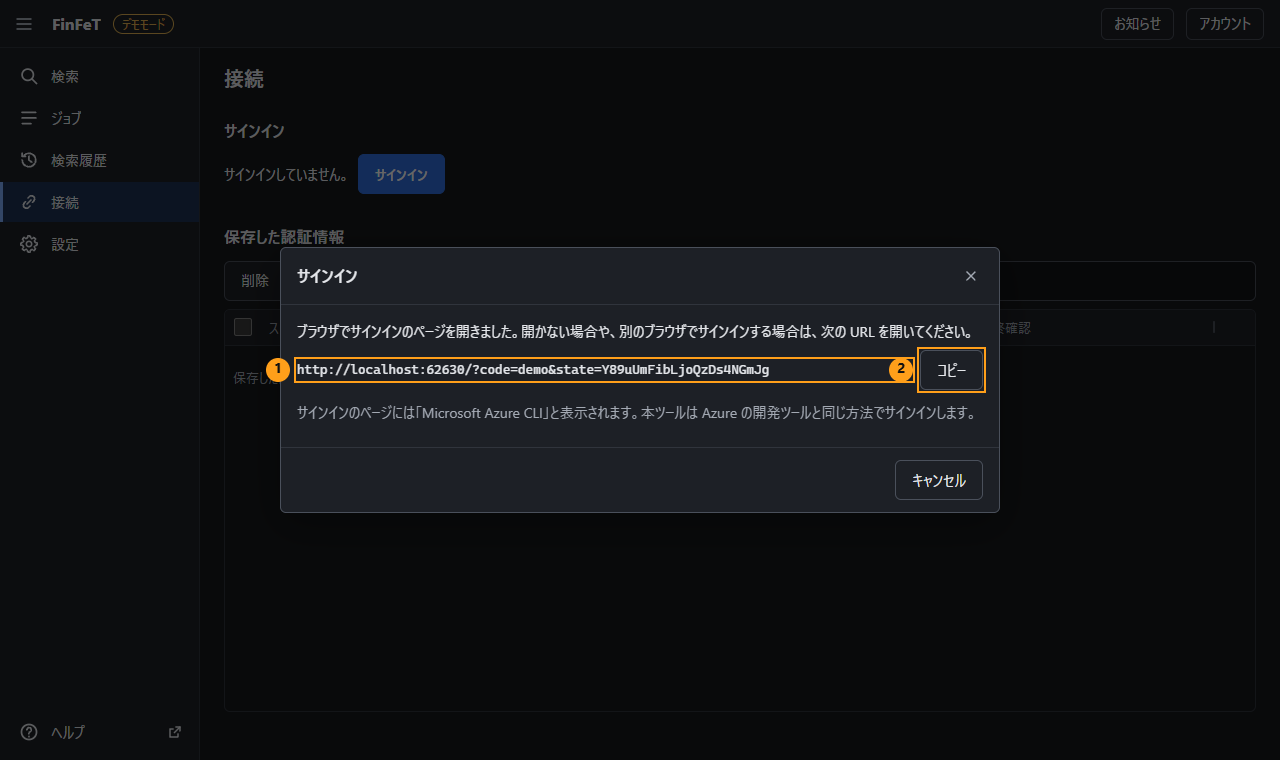 FinFeT デモモード お知らせ アカウント
検索
ジョブ
検索履歴
接続
設定
ヘルプ
接続
サインイン
サインインしていません。 サインイン
保存した認証情報
削除
ス 終確認
保存し
サインイン
ブラウザでサインインのページを開きました。開かない場合や、別のブラウザでサインインする場合は、次の URL を開いてください。
1 http://localhost:62630/?code=demo&state=Y89uUmFibLjoQzDs4NGmJg 2 コピー
サインインのページには「Microsoft Azure CLI」と表示されます。本ツールは Azure の開発ツールと同じ方法でサインインします。
キャンセル